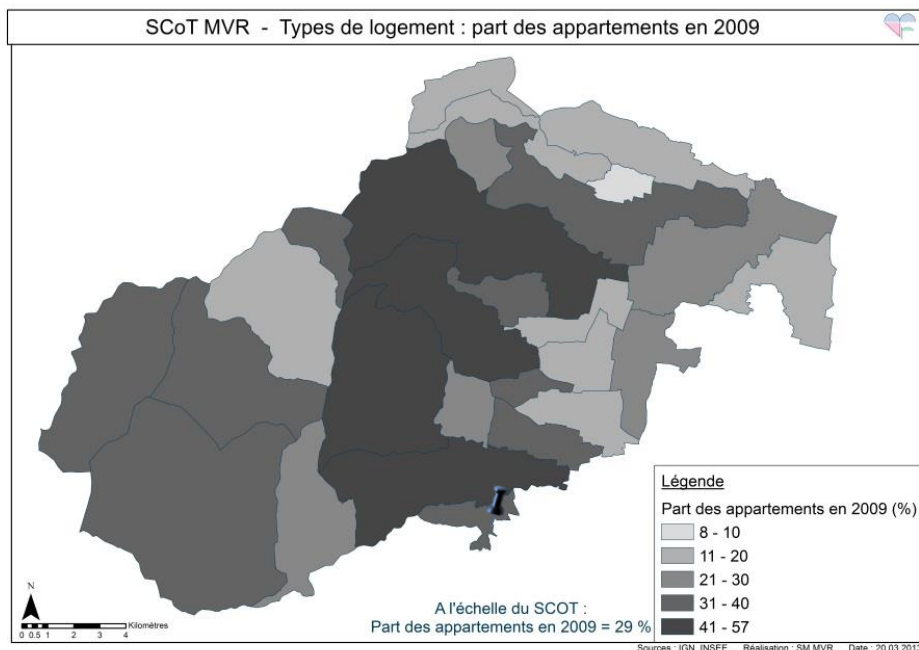 SCoT MVR - Types de logement : part des appartements en 2009
Légende
Part des appartements en 2009 (%)
8 - 10
11 - 20
21 - 30
31 - 40
41 - 57
A l'échelle du SCOT :
Part des appartements en 2009 = 29 %
N
Kilomètres
0 0.5 1 2 3 4
Sources : IGN, INSEE Réalisation : SM MVR Date : 20.03.201